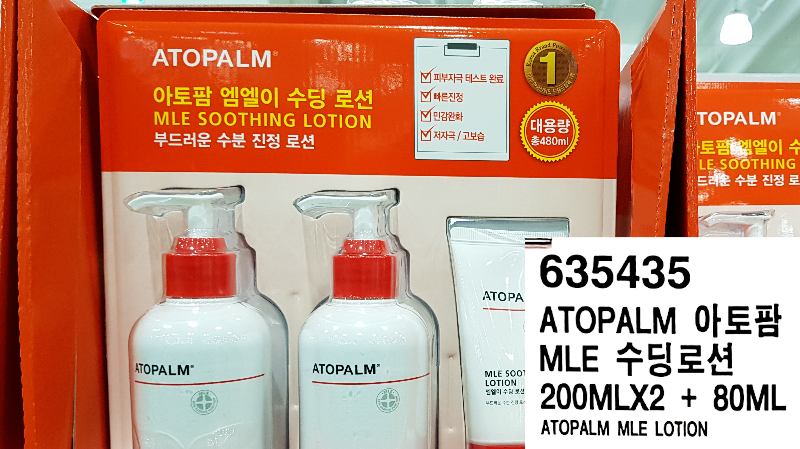 ATOPALM®
아토팜 엠엘이 수딩 로션
MLE SOOTHING LOTION
부드러운 수분 진정 로션
피부자극 테스트 완료
빠른진정
민감완화
저자극 / 고보습
1
대용량
총480ml
TOPALM®
토팜 엠엘이 수
LE SOOTHING
드러운 수분 진정 로
ATOPALM®
ATOPALM®
ATOPALM
MLE SOOT
LOTION
엠엘이 수딩 로션
635435
ATOPALM 아토팜
MLE 수딩로션
200MLX2 + 80ML
ATOPALM MLE LOTION